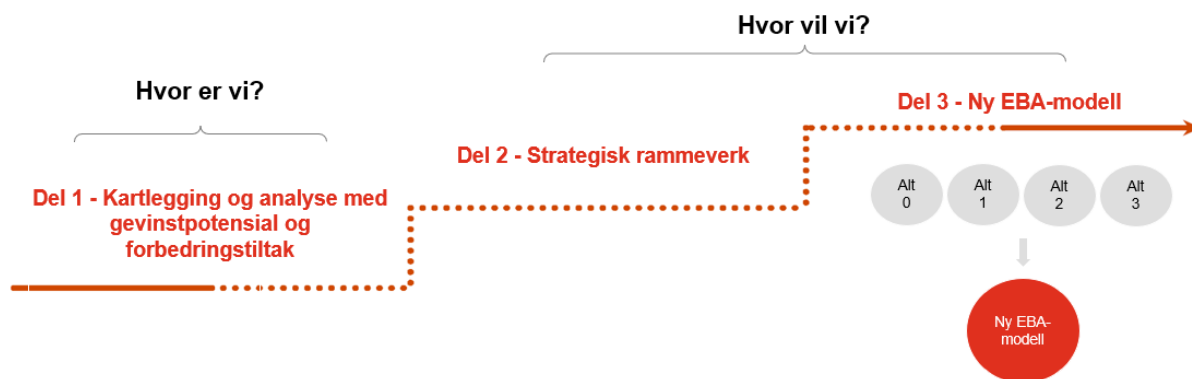 Hvor er vi?
Del 1 - Kartlegging og analyse med
gevinstpotensial og
forbedringstiltak
Hvor vil vi?
Del 2 - Strategisk rammeverk
Del 3 - Ny EBA-modell
Alt
0
Alt
1
Alt
2
Alt
3
Ny EBA-
modell